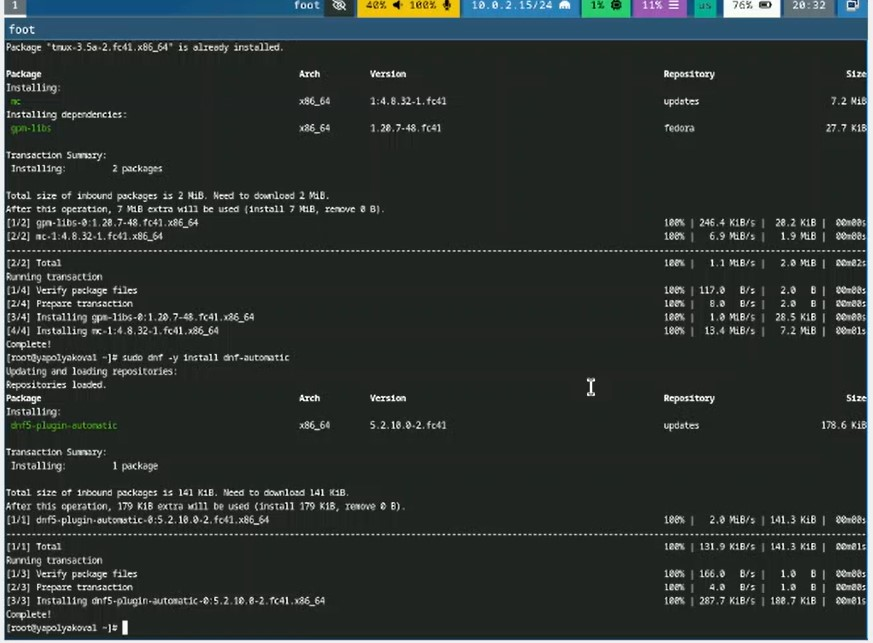 1 foot 40% 100% 10.0.2.15/24 1% 11% us 76% 20:32
foot
Package "tmux-3.5a-2.fc41.x86_64" is already installed.
Package Arch Version Repository Size
Installing:
mc x86_64 1:4.8.32-1.fc41 updates 7.2 MiB
Installing dependencies:
gpm-libs x86_64 1.20.7-48.fc41 fedora 27.7 KiB
Transaction Summary:
Installing: 2 packages
Total size of inbound packages is 2 MiB. Need to download 2 MiB.
After this operation, 7 MiB extra will be used (install 7 MiB, remove 0 B).
[1/2] gpm-libs-0:1.20.7-48.fc41.x86_64 100% | 246.4 KiB/s | 20.2 KiB | 00m00s
[2/2] mc-1:4.8.32-1.fc41.x86_64 100% | 6.9 MiB/s | 1.9 MiB | 00m00s
[2/2] Total 100% | 1.1 MiB/s | 2.0 MiB | 00m02s
Running transaction
[1/4] Verify package files 100% | 117.0 B/s | 2.0 B | 00m00s
[2/4] Prepare transaction 100% | 8.0 B/s | 2.0 B | 00m00s
[3/4] Installing gpm-libs-0:1.20.7-48.fc41.x86_64 100% | 1.0 MiB/s | 28.5 KiB | 00m00s
[4/4] Installing mc-1:4.8.32-1.fc41.x86_64 100% | 13.4 MiB/s | 7.2 MiB | 00m01s
Complete!
[root@yapolyakoval ~]# sudo dnf -y install dnf-automatic
Updating and loading repositories:
Repositories loaded.
Package Arch Version Repository Size
Installing:
dnf5-plugin-automatic x86_64 5.2.10.0-2.fc41 updates 178.6 KiB
Transaction Summary:
Installing: 1 package
Total size of inbound packages is 141 KiB. Need to download 141 KiB.
After this operation, 179 KiB extra will be used (install 179 KiB, remove 0 B).
[1/1] dnf5-plugin-automatic-0:5.2.10.0-2.fc41.x86_64 100% | 2.0 MiB/s | 141.3 KiB | 00m00s
[1/1] Total 100% | 131.9 KiB/s | 141.3 KiB | 00m01s
Running transaction
[1/3] Verify package files 100% | 166.0 B/s | 1.0 B | 00m00s
[2/3] Prepare transaction 100% | 4.0 B/s | 1.0 B | 00m00s
[3/3] Installing dnf5-plugin-automatic-0:5.2.10.0-2.fc41.x86_64 100% | 287.7 KiB/s | 180.7 KiB | 00m01s
Complete!
[root@yapolyakoval ~]#